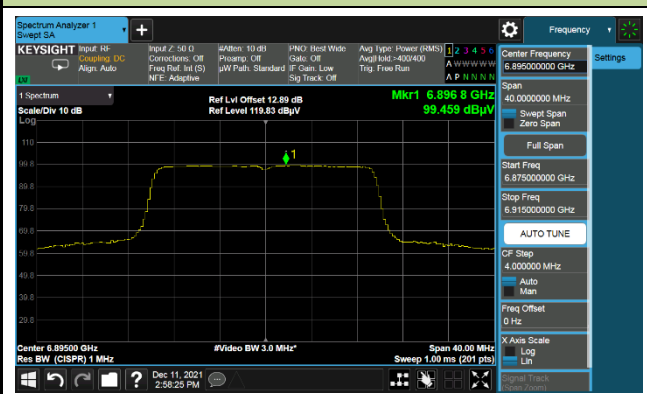 Spectrum Analyzer 1
Swept SA
Frequency
KEYSIGHT
Input: RF
Coupling: DC
Align: Auto
Input Z: 50 Ω
Corrections: Off
Freq Ref: Int (S)
NFE: Adaptive
#Atten: 10 dB
Preamp: Off
µW Path: Standard
PNO: Best Wide
Gate: Off
IF Gain: Low
Sig Track: Off
Avg Type: Power (RMS)
Avg|Hold:>400/400
Trig: Free Run
1 2 3 4 5 6
A W W W W W
A P N N N N
LXI
1 Spectrum
Scale/Div 10 dB
Log
Ref Lvl Offset 12.89 dB
Ref Level 119.83 dBµV
Mkr1 6.896 8 GHz
99.459 dBµV
1
110
99.8
89.8
79.8
69.8
59.8
49.8
39.8
29.8
Center 6.89500 GHz
Res BW (CISPR) 1 MHz
#Video BW 3.0 MHz*
Span 40.00 MHz
Sweep 1.00 ms (201 pts)
Dec 11, 2021
2:58:25 PM
Center Frequency
6.895000000 GHz
Settings
Span
40.0000000 MHz
Swept Span
Zero Span
Full Span
Start Freq
6.875000000 GHz
Stop Freq
6.915000000 GHz
AUTO TUNE
CF Step
4.000000 MHz
Auto
Man
Freq Offset
0 Hz
X Axis Scale
Log
Lin
Signal Track
(Span Zoom)